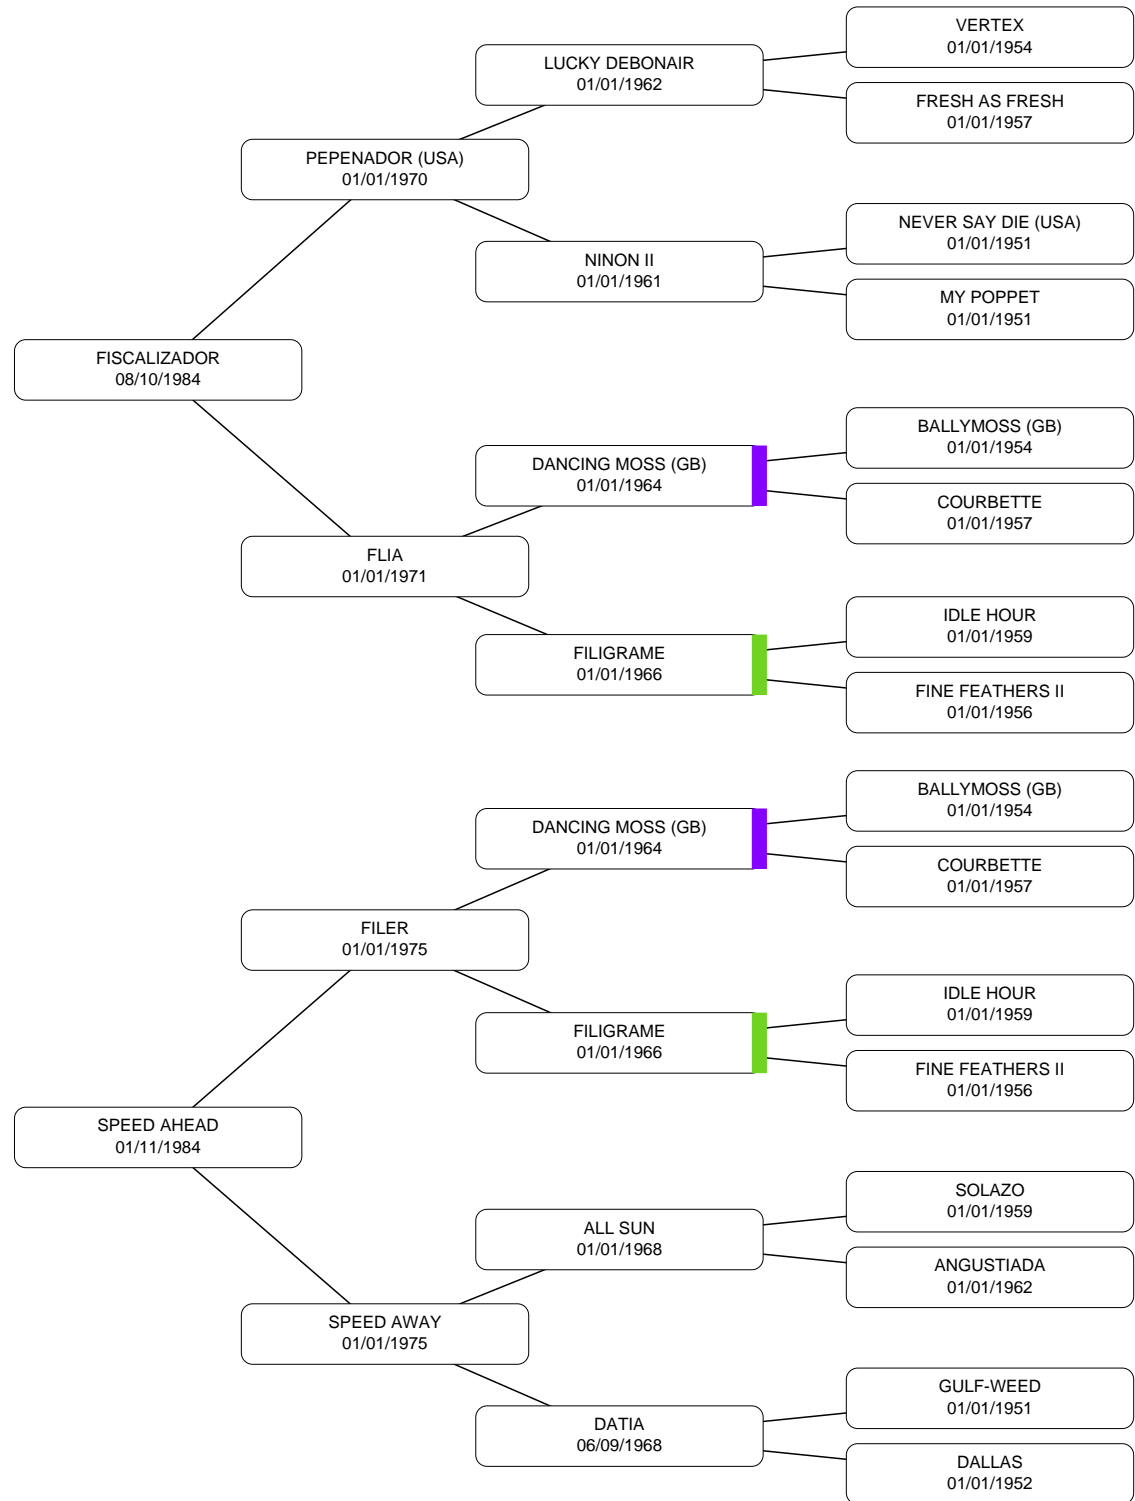 VERTEX
01/01/1954
LUCKY DEBONAIR
01/01/1962
FRESH AS FRESH
01/01/1957
PEPENADOR (USA)
01/01/1970
NEVER SAY DIE (USA)
01/01/1951
NINON II
01/01/1961
MY POPPET
01/01/1951
FISCALIZADOR
08/10/1984
BALLYMOSS (GB)
01/01/1954
DANCING MOSS (GB)
01/01/1964
COURBETTE
01/01/1957
FLIA
01/01/1971
IDLE HOUR
01/01/1959
FILIGRAME
01/01/1966
FINE FEATHERS II
01/01/1956
BALLYMOSS (GB)
01/01/1954
DANCING MOSS (GB)
01/01/1964
COURBETTE
01/01/1957
FILER
01/01/1975
IDLE HOUR
01/01/1959
FILIGRAME
01/01/1966
FINE FEATHERS II
01/01/1956
SPEED AHEAD
01/11/1984
SOLAZO
01/01/1959
ALL SUN
01/01/1968
ANGUSTIADA
01/01/1962
SPEED AWAY
01/01/1975
GULF-WEED
01/01/1951
DATIA
06/09/1968
DALLAS
01/01/1952